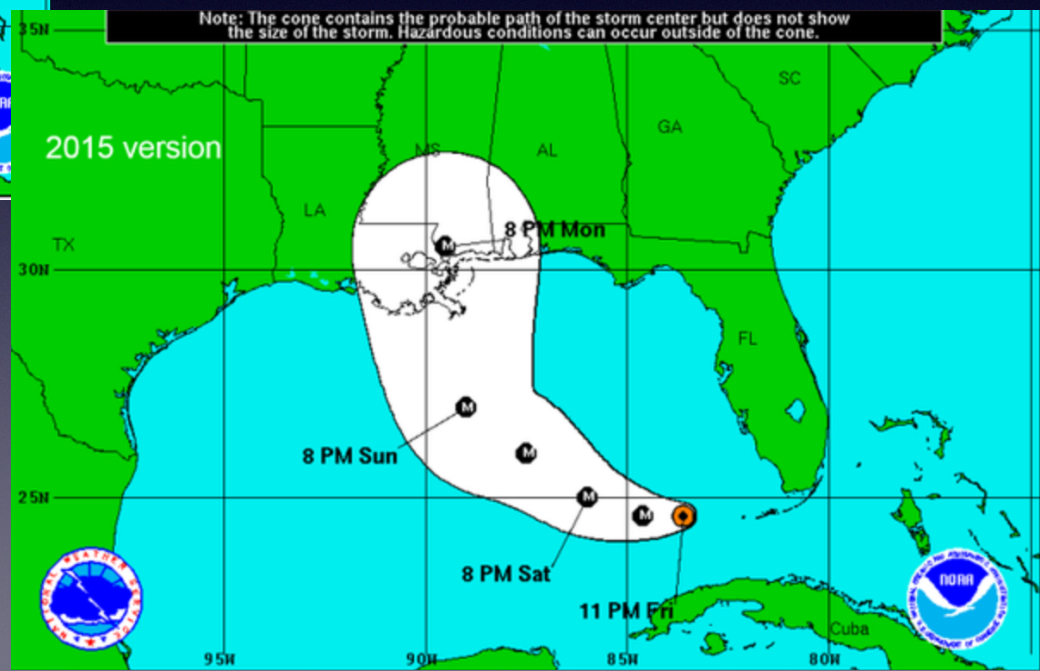 Note: The cone contains the probable path of the storm center but does not show
the size of the storm. Hazardous conditions can occur outside of the cone.
35N
SC
GA
2015 version
MS
AL
LA
8 PM Mon
TX
30N
FL
8 PM Sun
25N
8 PM Sat
NATIONAL WEATHER SERVICE
NOAA
11 PM Fri
Cuba
95W
90W
85W
80W